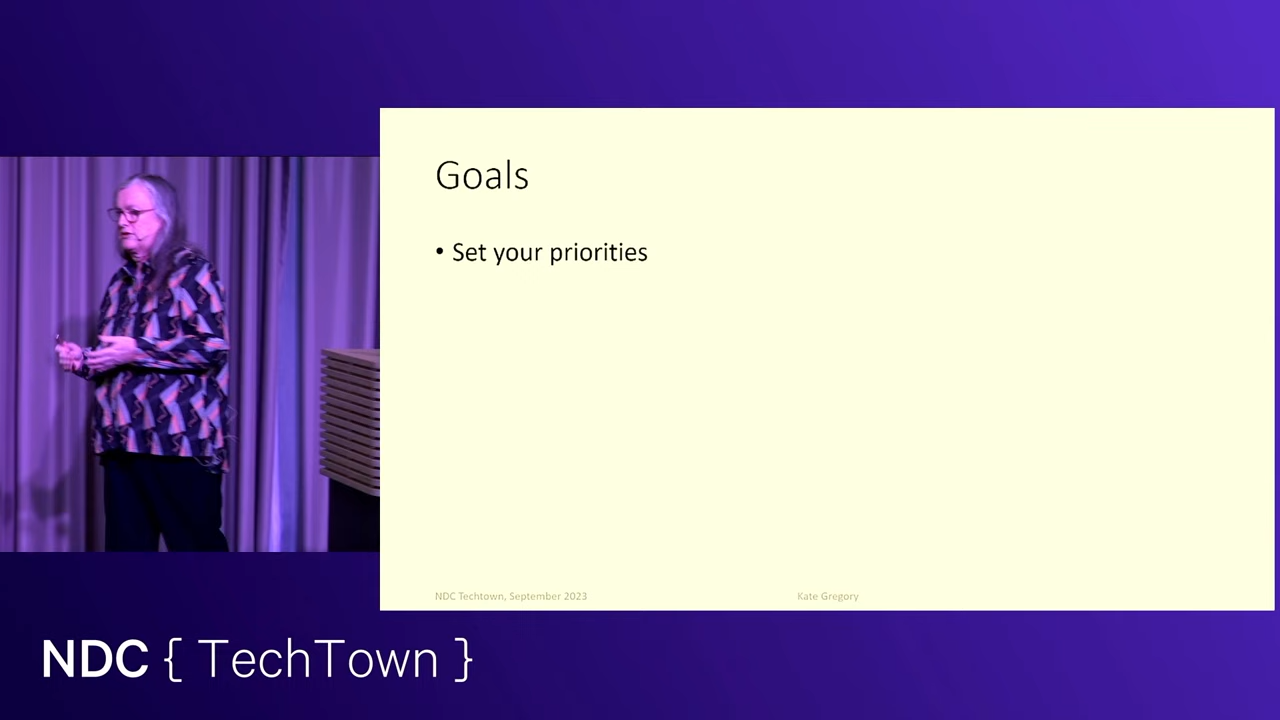 Goals
• Set your priorities
NDC Techtown, September 2023
Kate Gregory
NDC { TechTown }